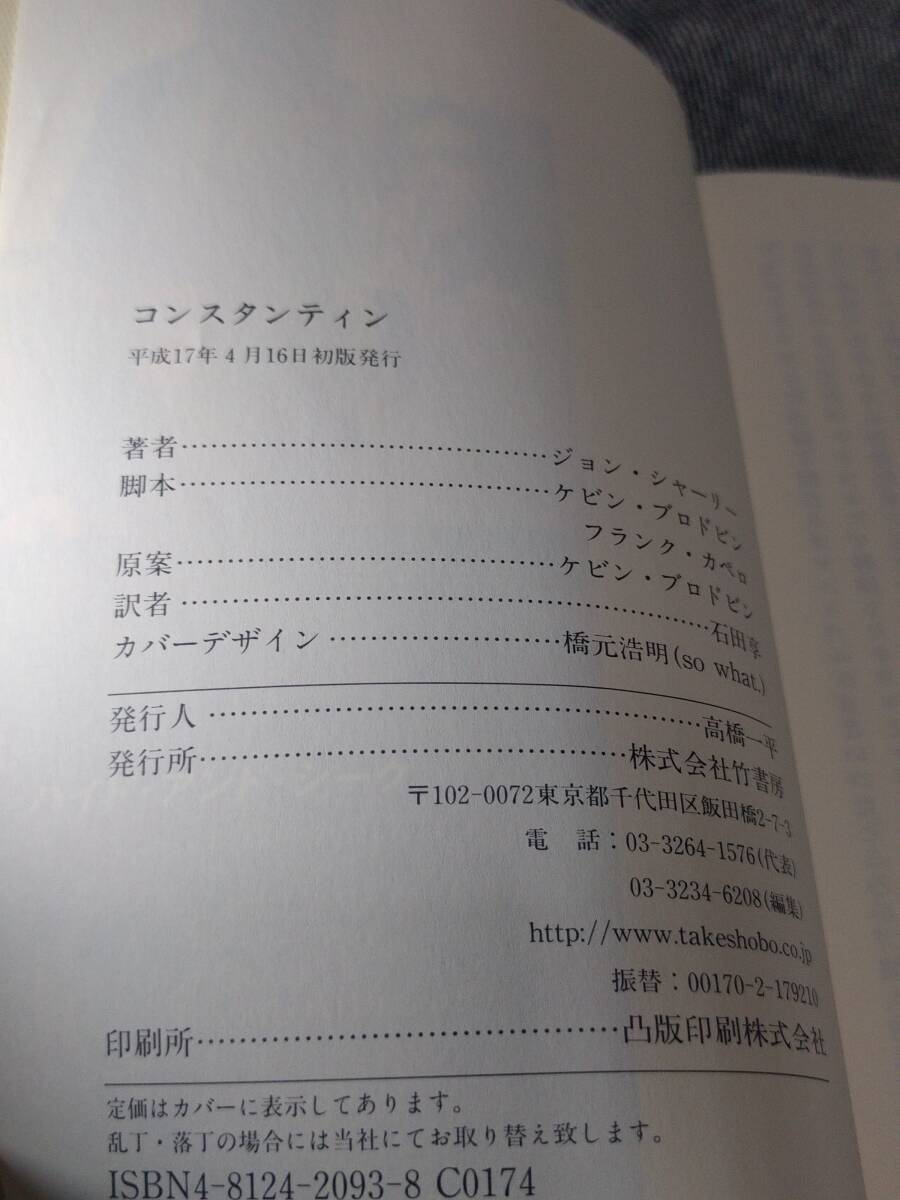 コンスタンティン
平成17年4月16日初版発行
著者……………………………ジョン・シャーリー
脚本……………………………ケビン・ブロドビン
フランク・カペロ
原案……………………………ケビン・ブロドビン
訳者……………………………石田享
カバーデザイン…………………橋元浩明(so what.)
発行人……………………………高橋一平
発行所……………………………株式会社竹書房
〒102-0072東京都千代田区飯田橋2-7-3
電 話：03-3264-1576(代表)
03-3234-6208(編集)
http://www.takeshobo.co.jp
振替：00170-2-179210
印刷所……………………………凸版印刷株式会社
定価はカバーに表示してあります。
乱丁・落丁の場合には当社にてお取り替え致します。
ISBN4-8124-2093-8 C0174